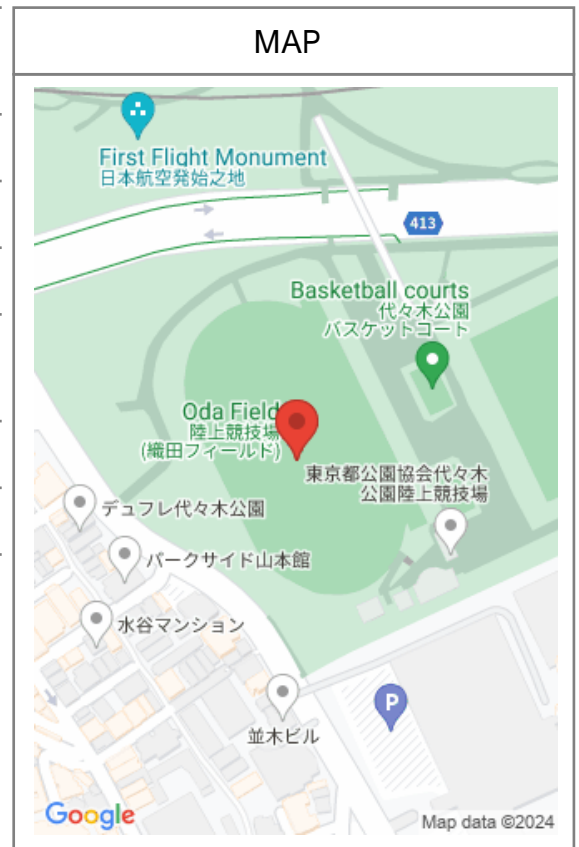 MAP
First Flight Monument
日本航空発始之地
413
Basketball courts
代々木公園
バスケットコート
Oda Field
陸上競技場
(織田フィールド)
東京都公園協会代々木
公園陸上競技場
デュフレ代々木公園
パークサイド山本館
水谷マンション
P
並木ビル
Google
Map data ©2024